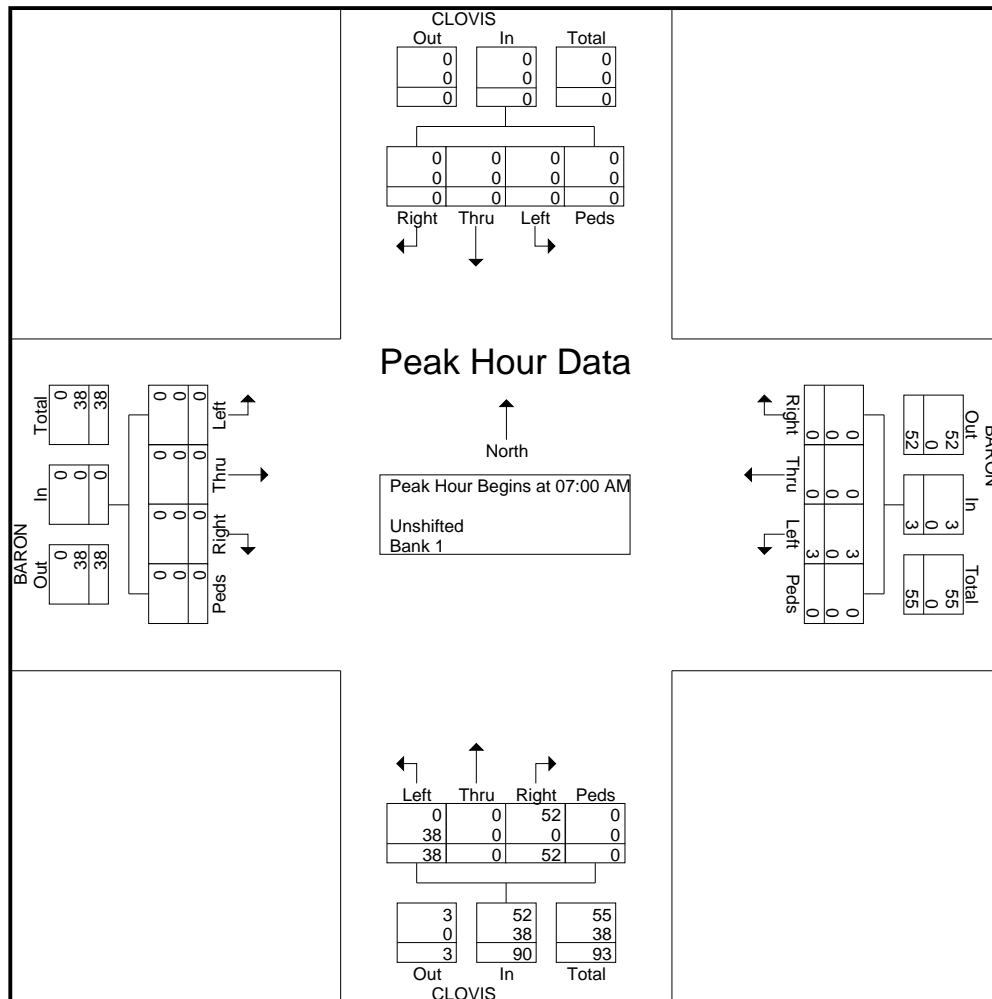 CLOVIS
Out In Total
0 0 0
0 0 0
0 0 0
0 0 0 0
0 0 0 0
0 0 0 0
Right Thru Left Peds
Peak Hour Data
North
Peak Hour Begins at 07:00 AM
Unshifted
Bank 1
BARON
Out In Total
38 0 38
38 0 38
0 0 0
Left Thru Right Peds
0 0 0 0
0 0 0 0
0 0 0 0
BARON
Out In Total
52 3 55
0 0 0
52 3 55
Right Thru Left Peds
0 0 3 0
0 0 0 0
0 0 3 0
Left Thru Right Peds
0 0 52 0
38 0 0 0
38 0 52 0
3 52 55
0 38 38
3 90 93
Out In Total
CLOVIS